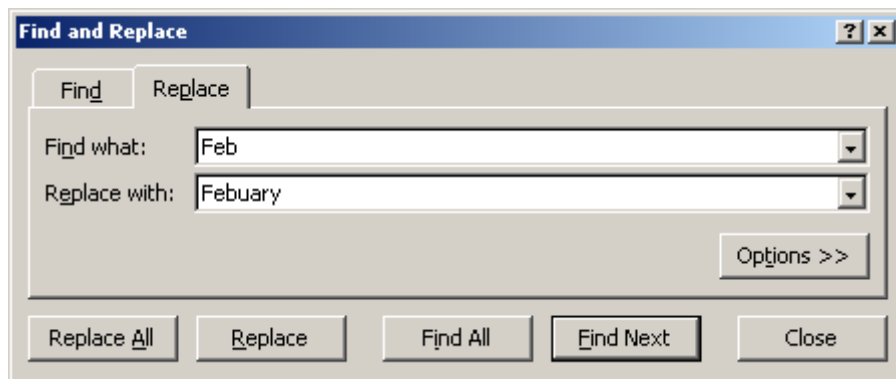 Find and Replace
Find Replace
Find what: Feb
Replace with: Febuary
Options >>
Replace All Replace Find All Find Next Close